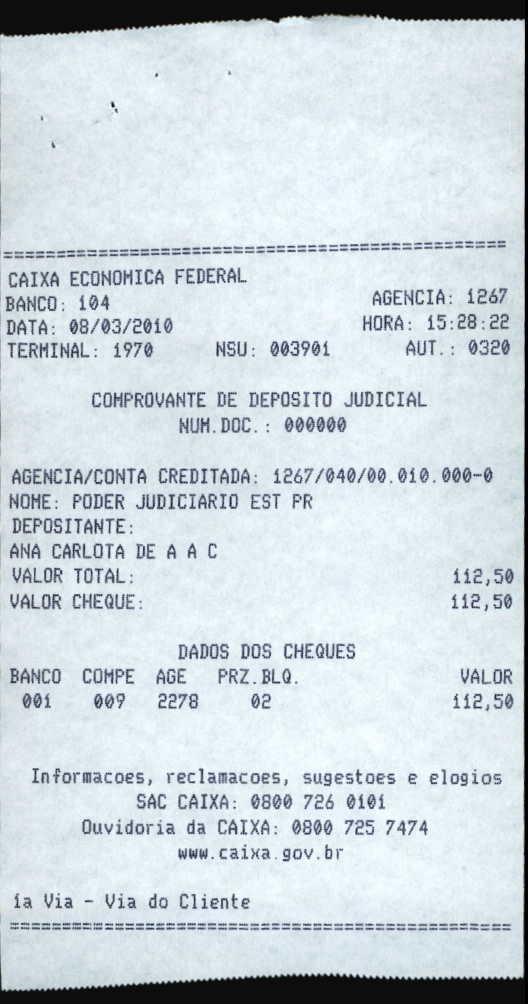 ==============================================
CAIXA ECONOMICA FEDERAL
BANCO: 104 AGENCIA: 1267
DATA: 08/03/2010 HORA: 15:28:22
TERMINAL: 1970 NSU: 003901 AUT.: 0320
COMPROVANTE DE DEPOSITO JUDICIAL
NUM.DOC.: 000000
AGENCIA/CONTA CREDITADA: 1267/040/00.010.000-0
NOME: PODER JUDICIARIO EST PR
DEPOSITANTE:
ANA CARLOTA DE A A C
VALOR TOTAL: 112,50
VALOR CHEQUE: 112,50
DADOS DOS CHEQUES
BANCO COMPE AGE PRZ.BLQ. VALOR
001 009 2278 02 112,50
Informacoes, reclamacoes, sugestoes e elogios
SAC CAIXA: 0800 726 0101
Ouvidoria da CAIXA: 0800 725 7474
www.caixa.gov.br
1a Via - Via do Cliente
==============================================